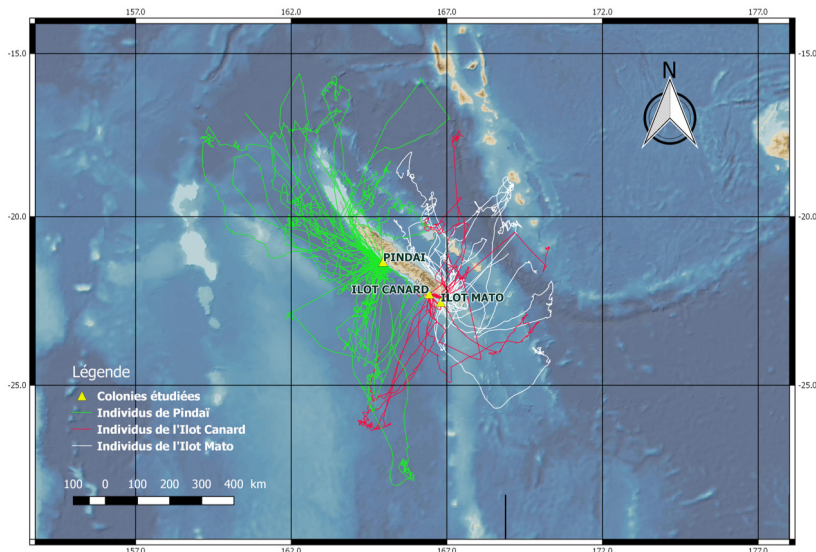 157.0 162.0 167.0 172.0 177.0
-15.0 -15.0
N
-20.0 -20.0
PINDAÏ
ILOT CANARD
ILOT MATO
-25.0 -25.0
Légende
Colonies étudiées
Individus de Pindaï
Individus de l'Ilot Canard
Individus de l'Ilot Mato
100 0 100 200 300 400 km
157.0 162.0 167.0 172.0 177.0